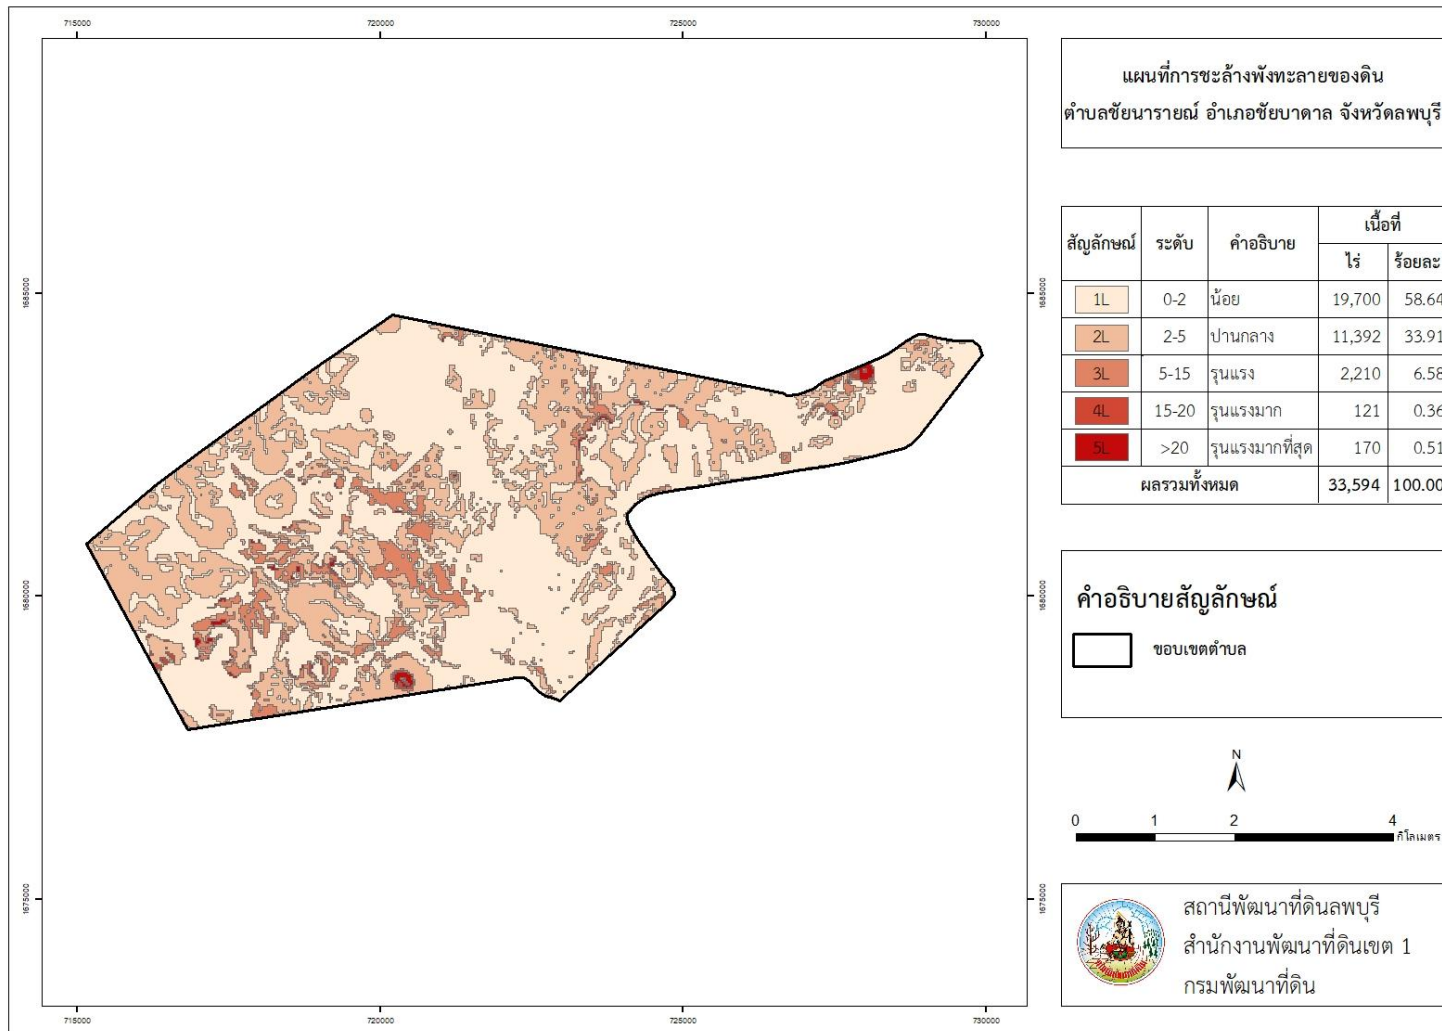 715000
720000
725000
730000
แผนที่การชะล้างพังทะลายของดิน
ตำบลชัยนารายณ์ อำเภอชัยบาดาล จังหวัดลพบุรี
สัญลักษณ์ ระดับ คำอธิบาย เนื้อที่
ไร่ ร้อยละ
1L 0-2 น้อย 19,700 58.64
2L 2-5 ปานกลาง 11,392 33.91
3L 5-15 รุนแรง 2,210 6.58
4L 15-20 รุนแรงมาก 121 0.36
5L >20 รุนแรงมากที่สุด 170 0.51
ผลรวมทั้งหมด 33,594 100.00
1685000
1685000
1680000
1680000
1675000
1675000
คำอธิบายสัญลักษณ์
ขอบเขตตำบล
N
0 1 2 4
กิโลเมตร
สถานีพัฒนาที่ดินลพบุรี
สำนักงานพัฒนาที่ดินเขต 1
กรมพัฒนาที่ดิน
715000
720000
725000
730000